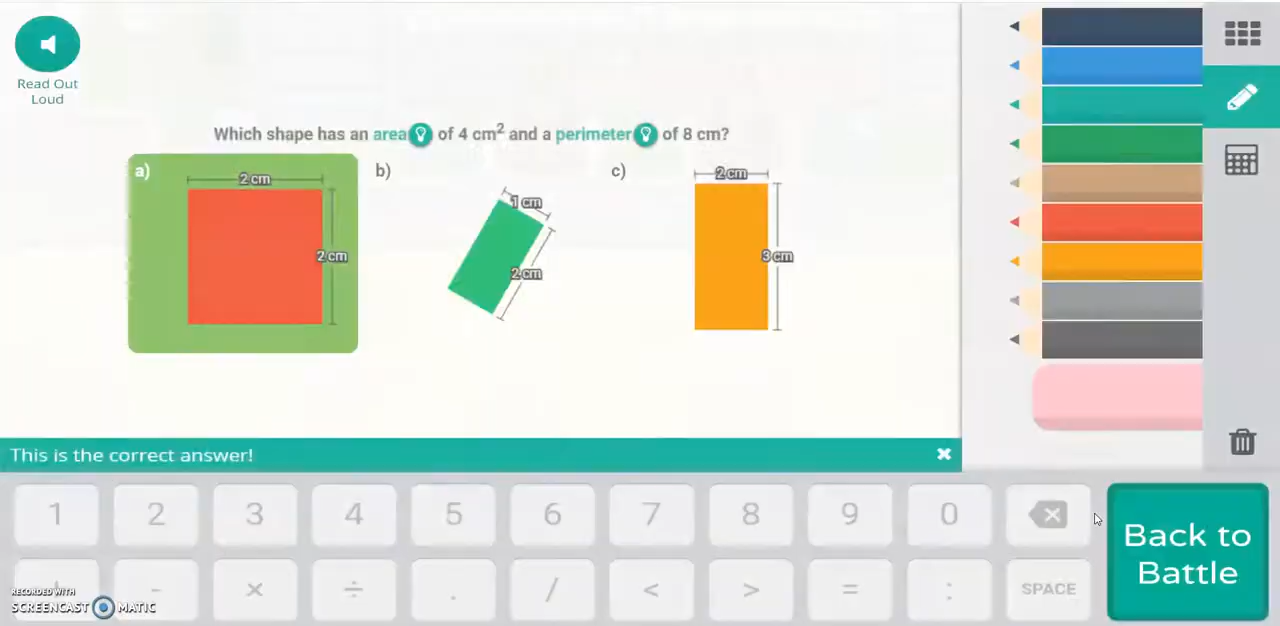 Read Out
Loud
Which shape has an area of 4 cm² and a perimeter of 8 cm?
a)
2 cm
2 cm
b)
1 cm
2 cm
c)
2 cm
3 cm
This is the correct answer!
1 2 3 4 5 6 7 8 9 0
+ - × ÷ . / < > = : SPACE
Back to
Battle
RECORDED WITH
SCREENCAST MATIC